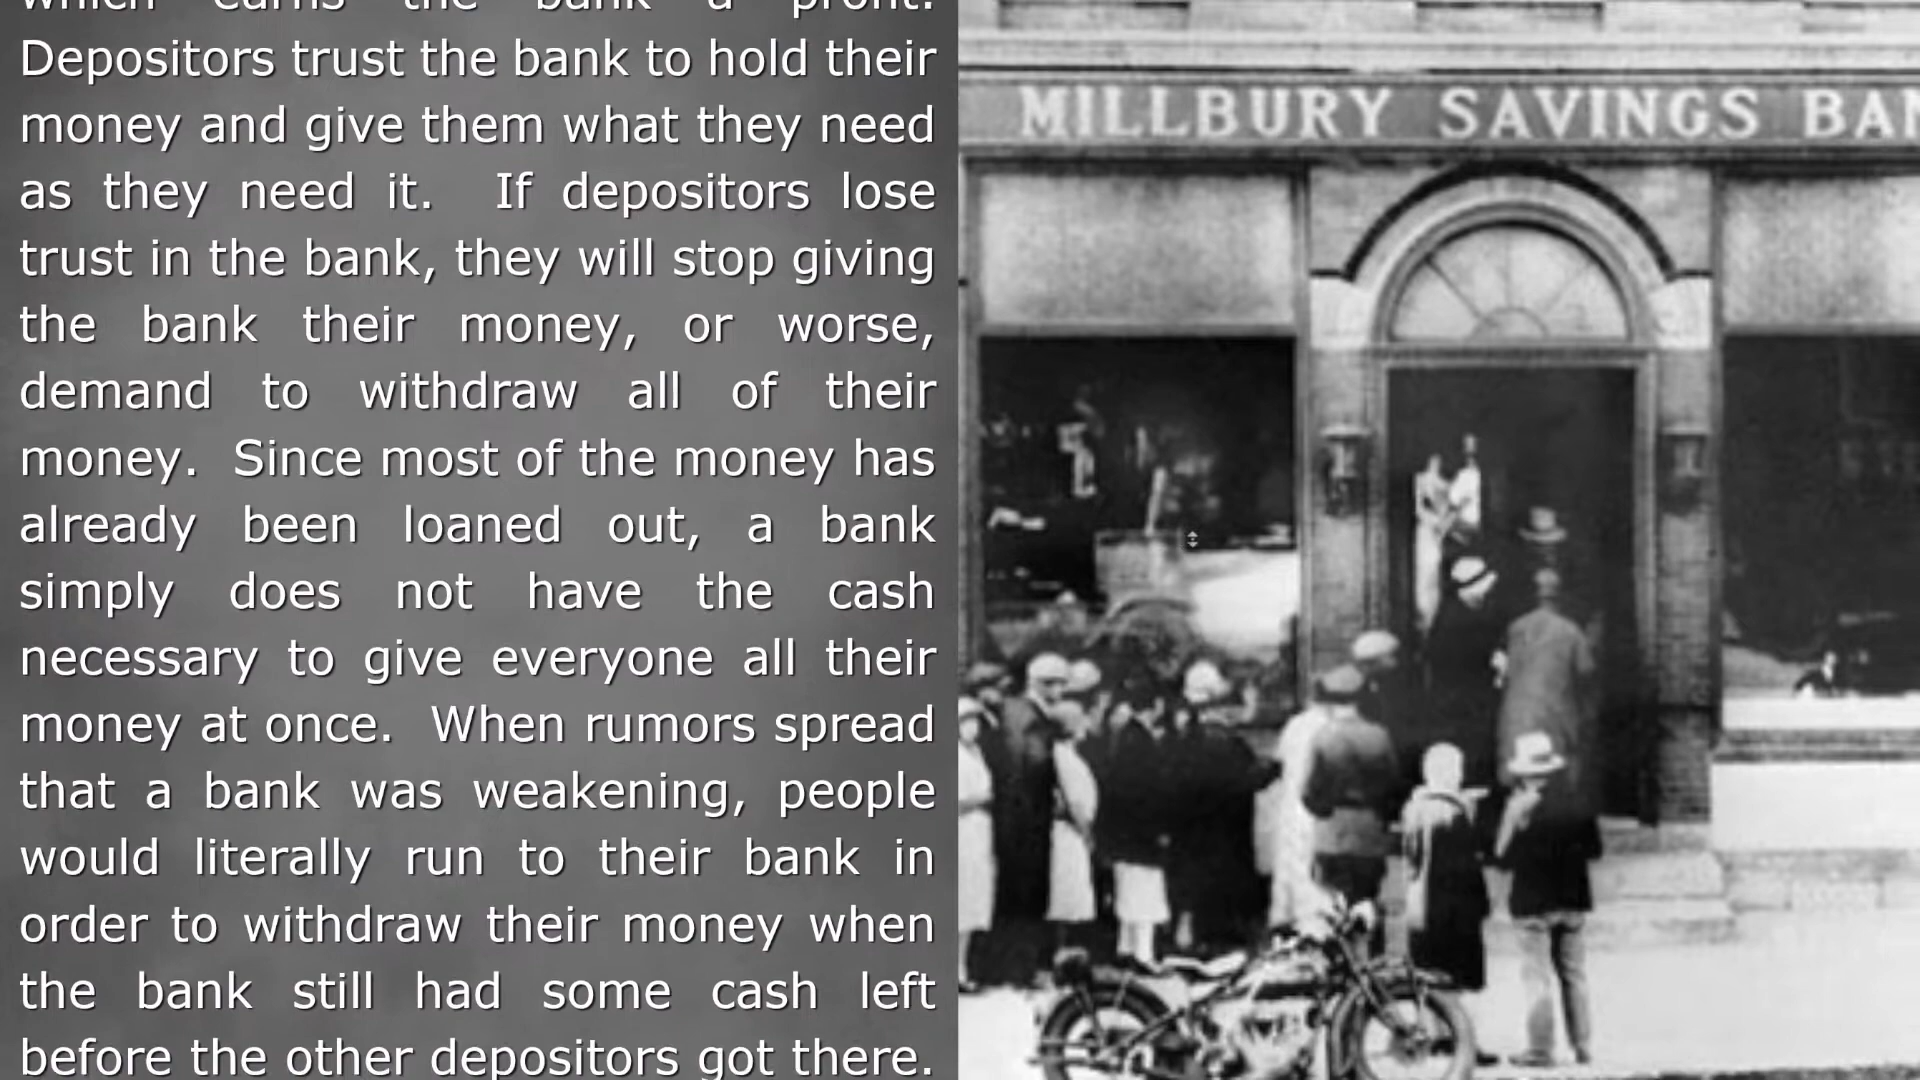 which earns the bank a profit.
Depositors trust the bank to hold their
money and give them what they need
as they need it.  If depositors lose
trust in the bank, they will stop giving
the bank their money, or worse,
demand to withdraw all of their
money.  Since most of the money has
already been loaned out, a bank
simply does not have the cash
necessary to give everyone all their
money at once.  When rumors spread
that a bank was weakening, people
would literally run to their bank in
order to withdraw their money when
the bank still had some cash left
before the other depositors got there.
MILLBURY SAVINGS BAN